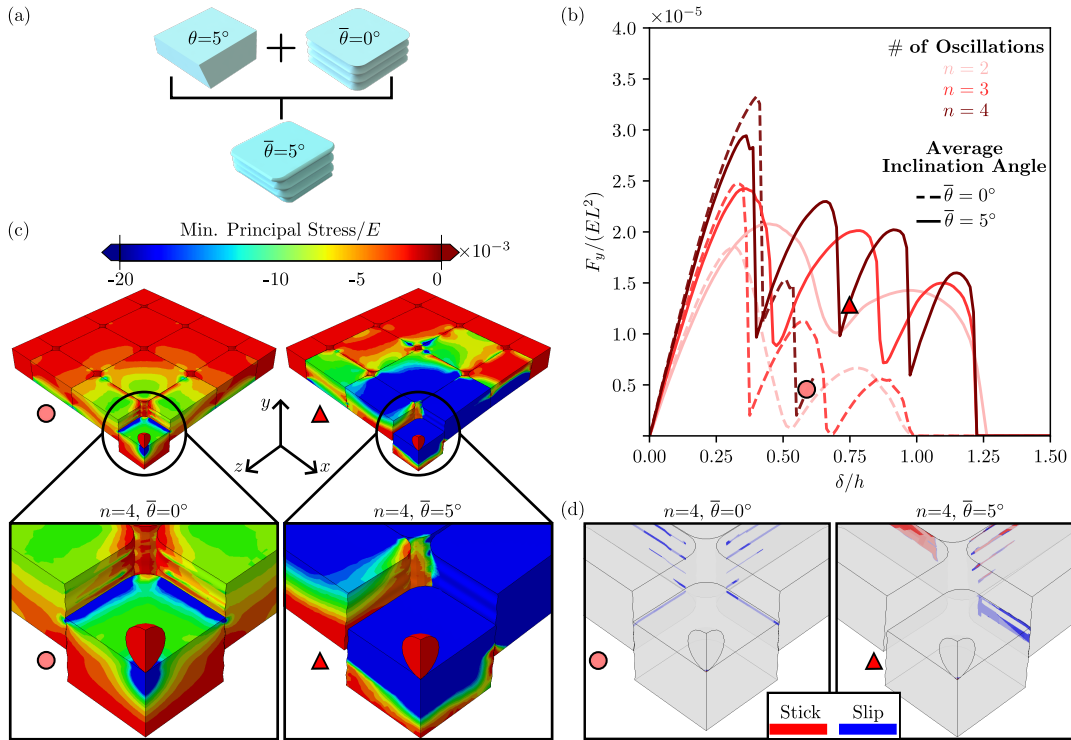 (a)
θ=5°
θ̅=0°
θ̅=5°
(b)
×10⁻⁵
4.0
3.5
3.0
2.5
2.0
1.5
1.0
0.5
F_y/(EL²)
0.00
0.25
0.50
0.75
1.00
1.25
1.50
δ/h
# of Oscillations
n = 2
n = 3
n = 4
Average
Inclination Angle
θ̅ = 0°
θ̅ = 5°
(c)
Min. Principal Stress/E
×10⁻³
-20
-10
-5
0
y
z
x
n=4, θ̅=0°
n=4, θ̅=5°
(d)
n=4, θ̅=0°
n=4, θ̅=5°
Stick
Slip